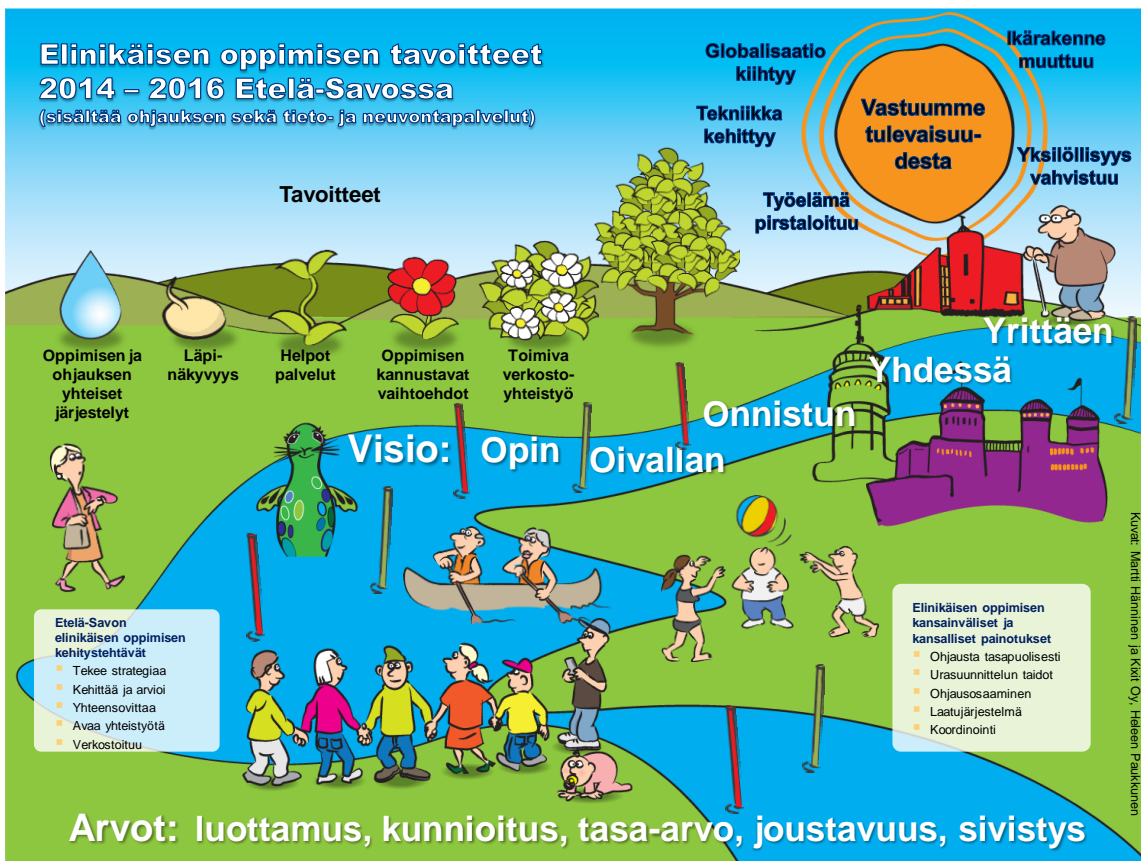 Elinikäisen oppimisen tavoitteet
2014 – 2016 Etelä-Savossa
(sisältää ohjauksen sekä tieto- ja neuvontapalvelut)
Globalisaatio
kiihtyy
Ikärakenne
muuttuu
Tekniikka
kehittyy
Vastuumme
tulevaisuu-
desta
Yksilöllisyys
vahvistuu
Työelämä
pirstaloituu
Tavoitteet
Oppimisen ja
ohjauksen
yhteiset
järjestelyt
Läpi-
näkyvyys
Helpot
palvelut
Oppimisen
kannustavat
vaihtoehdot
Toimiva
verkosto-
yhteistyö
Visio: Opin
Oivallan
Onnistun
Yhdessä
Yrittäen
Etelä-Savon
elinikäisen oppimisen
kehitystehtävät
Tekee strategiaa
Kehittää ja arvioi
Yhteensovittaa
Avaa yhteistyötä
Verkostoituu
Elinikäisen oppimisen
kansainväliset ja
kansalliset painotukset
Ohjausta tasapuolisesti
Urasuunnittelun taidot
Ohjausosaaminen
Laatujärjestelmä
Koordinointi
Kuvat: Martti Hänninen ja Kixit Oy, Heleen Paukkunen
Arvot: luottamus, kunnioitus, tasa-arvo, joustavuus, sivistys